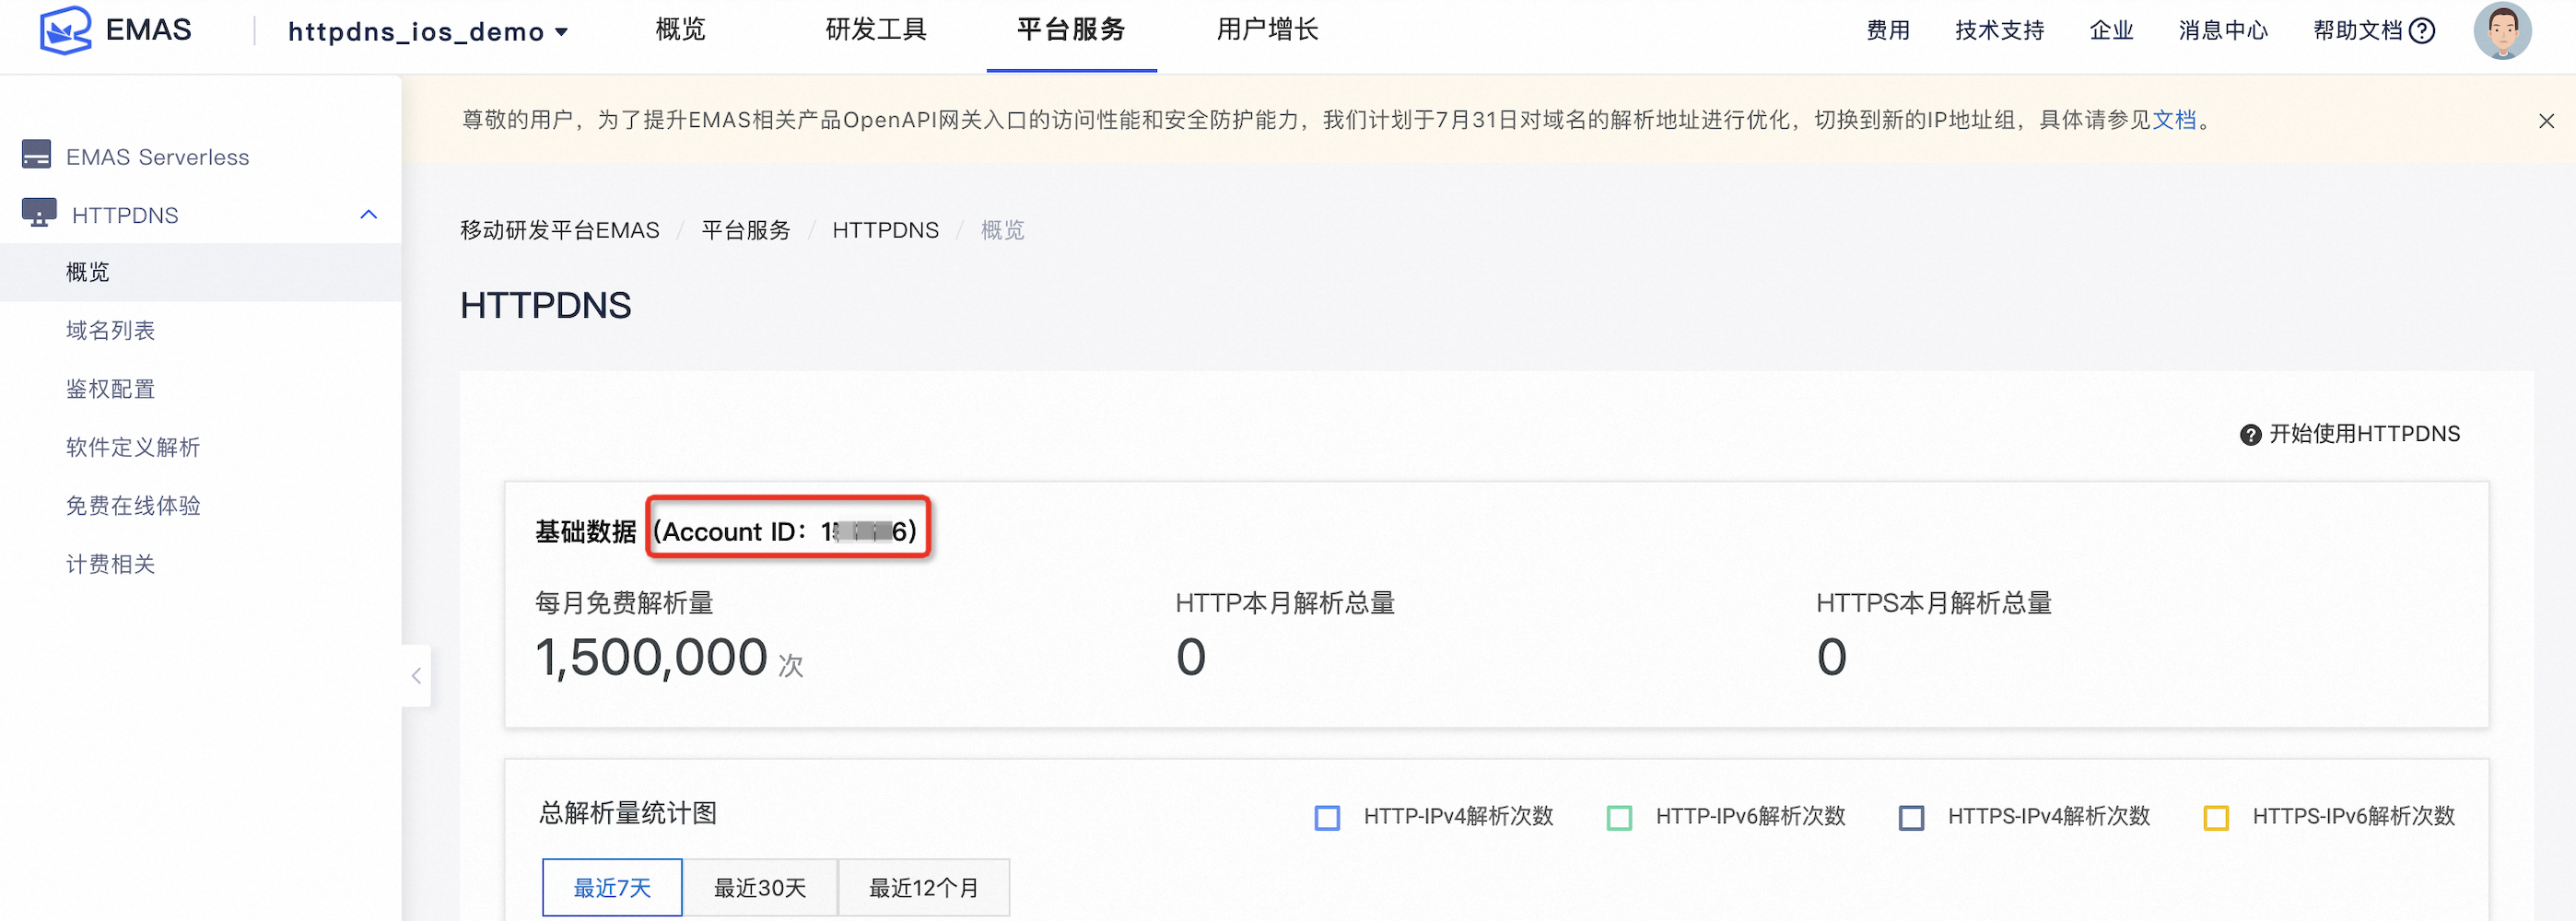 EMAS
httpdns_ios_demo
概览
研发工具
平台服务
用户增长
费用
技术支持
企业
消息中心
帮助文档
尊敬的用户，为了提升EMAS相关产品OpenAPI网关入口的访问性能和安全防护能力，我们计划于7月31日对域名的解析地址进行优化，切换到新的IP地址组，具体请参见文档。
EMAS Serverless
HTTPDNS
概览
域名列表
鉴权配置
软件定义解析
免费在线体验
计费相关
移动研发平台EMAS / 平台服务 / HTTPDNS / 概览
HTTPDNS
开始使用HTTPDNS
基础数据 (Account ID：1 6)
每月免费解析量
1,500,000 次
HTTP本月解析总量
0
HTTPS本月解析总量
0
总解析量统计图
HTTP-IPv4解析次数
HTTP-IPv6解析次数
HTTPS-IPv4解析次数
HTTPS-IPv6解析次数
最近7天
最近30天
最近12个月